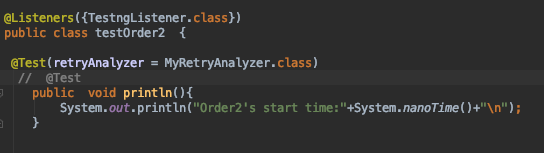 @Listeners({TestngListener.class})
public class testOrder2  {
@Test(retryAnalyzer = MyRetryAnalyzer.class)
//  @Test
public  void println(){
System.out.println("Order2's start time:"+System.nanoTime()+"\n");
}